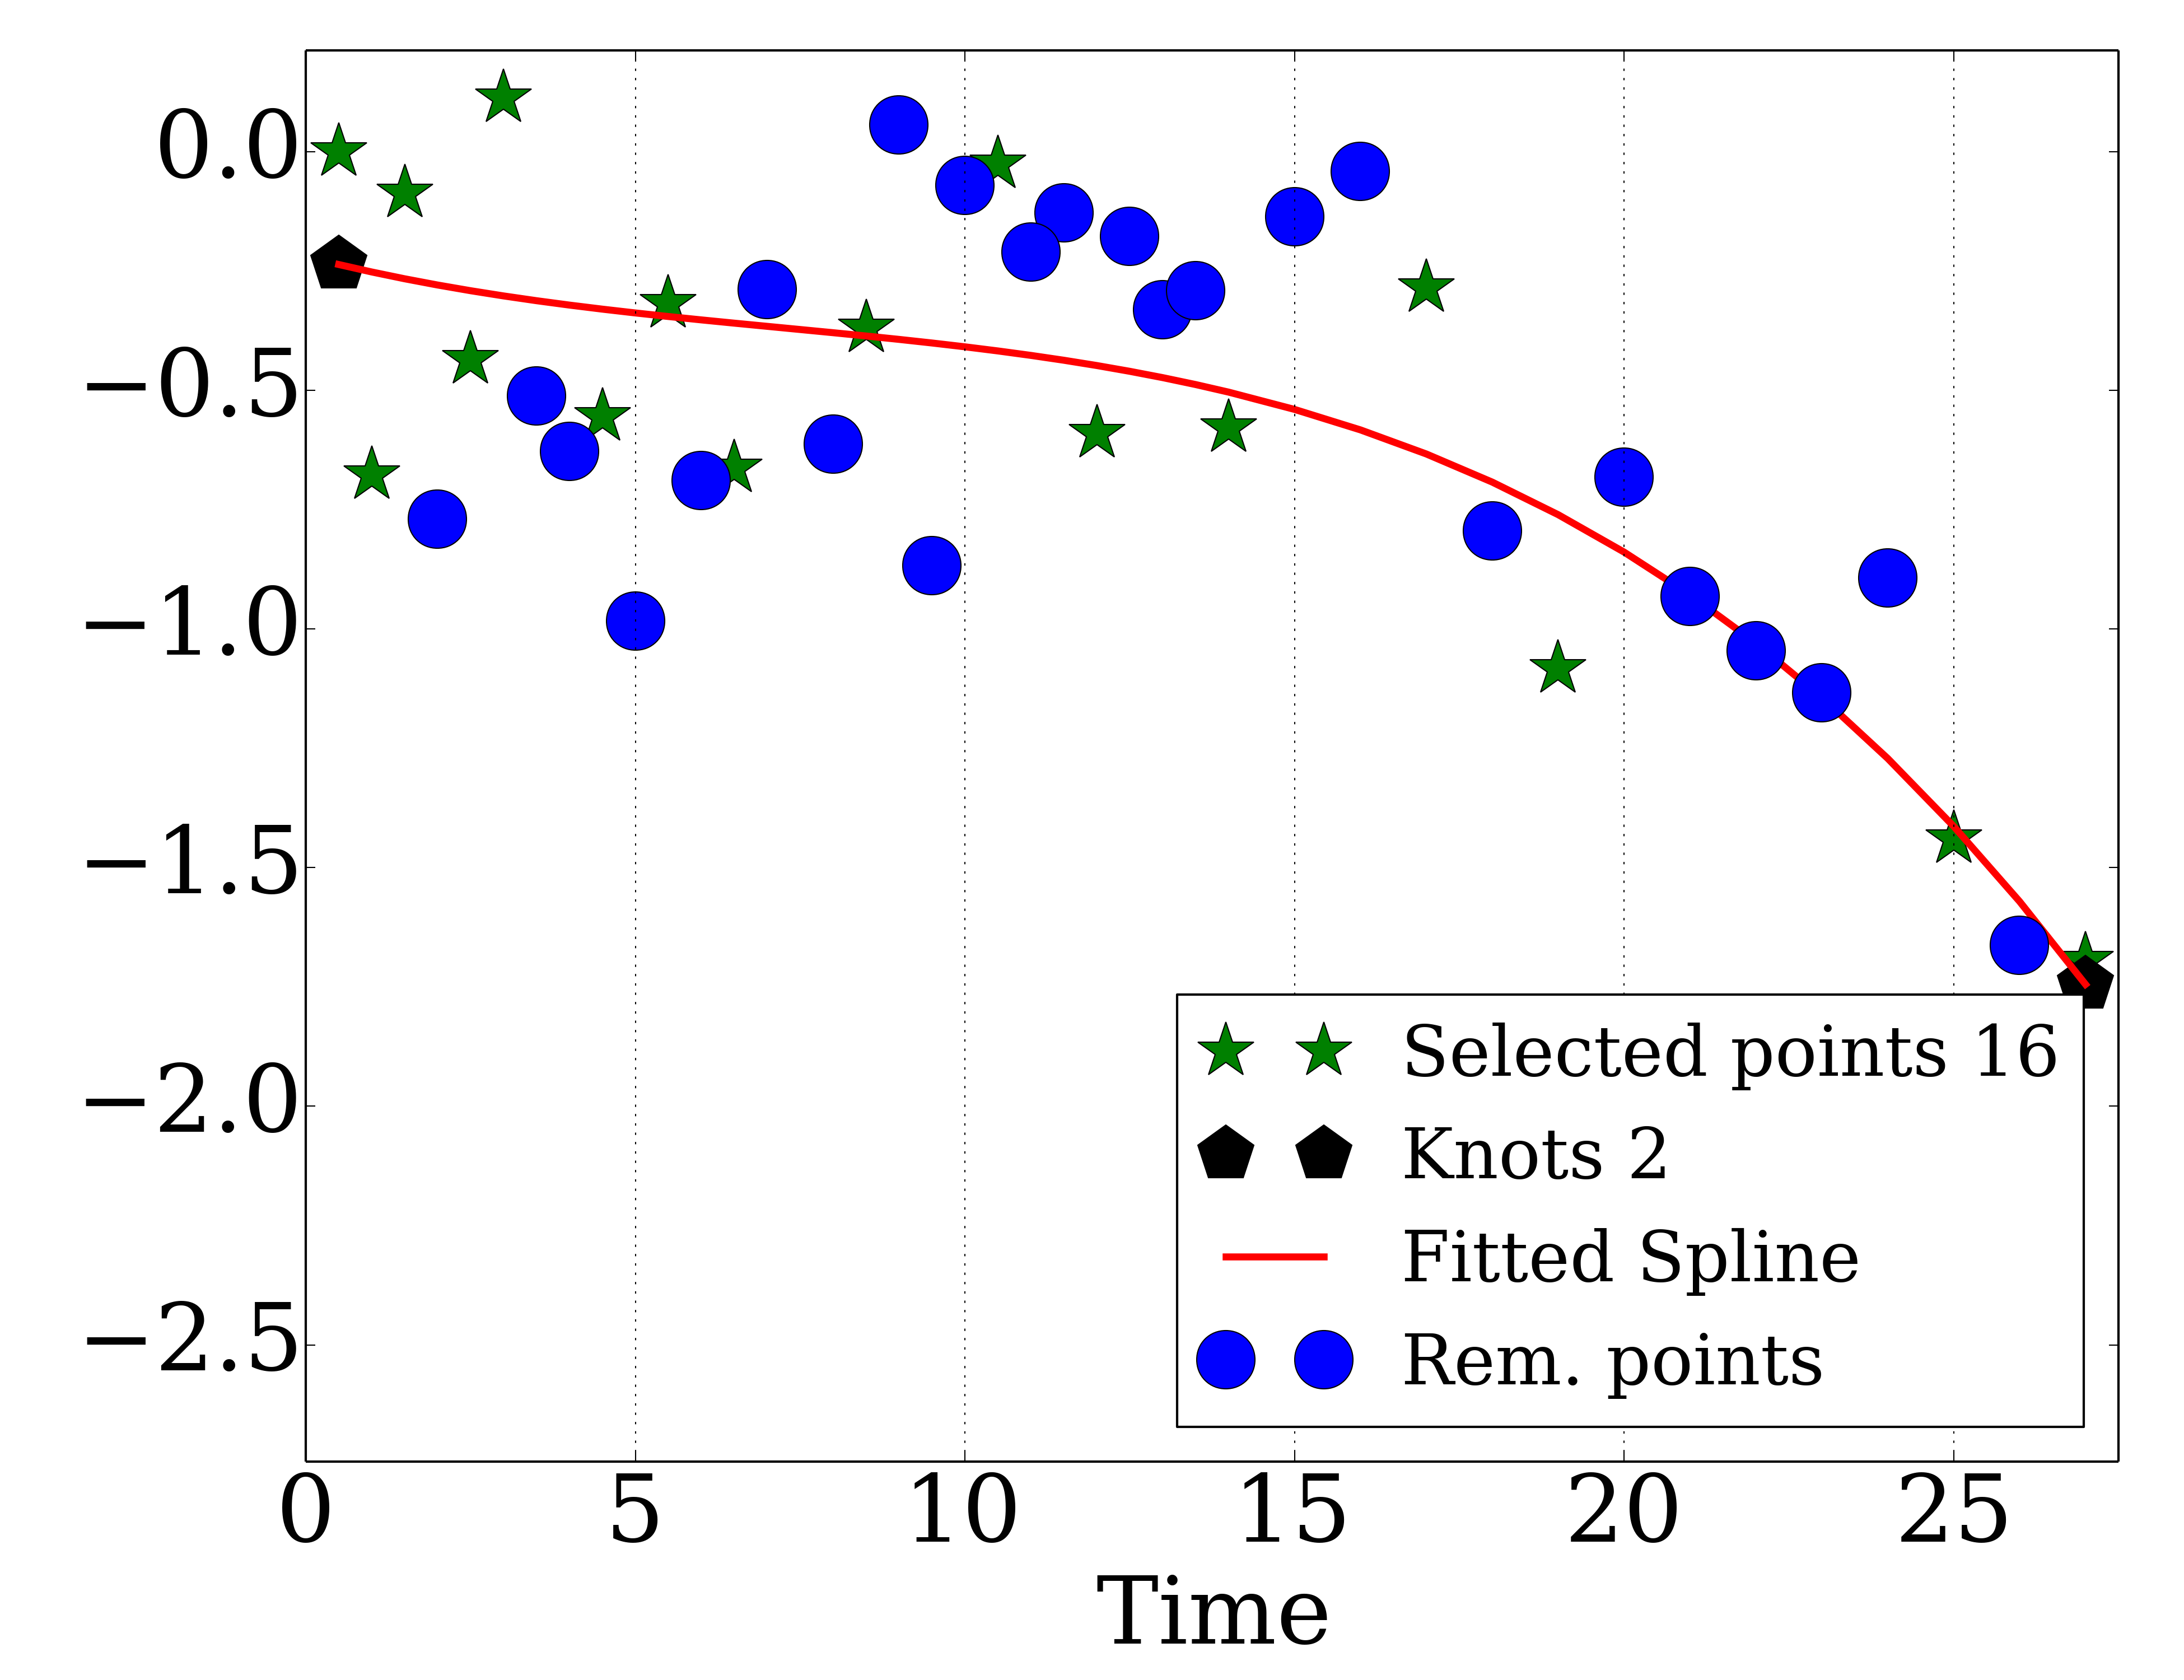 0.0
−0.5
−1.0
−1.5
−2.0
−2.5
Selected points 16
Knots 2
Fitted Spline
Rem. points
0 5 10 15 20 25
Time